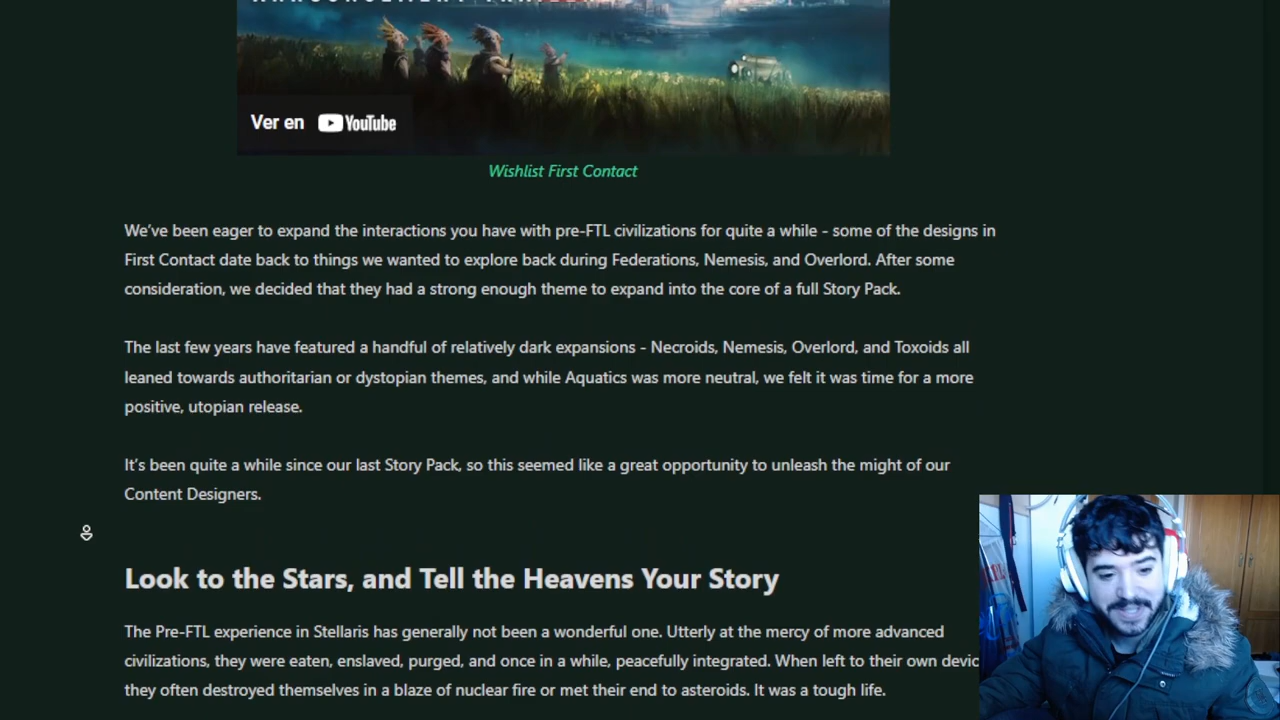 Ver en YouTube
Wishlist First Contact
We've been eager to expand the interactions you have with pre-FTL civilizations for quite a while - some of the designs in
First Contact date back to things we wanted to explore back during Federations, Nemesis, and Overlord. After some
consideration, we decided that they had a strong enough theme to expand into the core of a full Story Pack.
The last few years have featured a handful of relatively dark expansions - Necroids, Nemesis, Overlord, and Toxoids all
leaned towards authoritarian or dystopian themes, and while Aquatics was more neutral, we felt it was time for a more
positive, utopian release.
It's been quite a while since our last Story Pack, so this seemed like a great opportunity to unleash the might of our
Content Designers.
Look to the Stars, and Tell the Heavens Your Story
The Pre-FTL experience in Stellaris has generally not been a wonderful one. Utterly at the mercy of more advanced
civilizations, they were eaten, enslaved, purged, and once in a while, peacefully integrated. When left to their own devic
they often destroyed themselves in a blaze of nuclear fire or met their end to asteroids. It was a tough life.